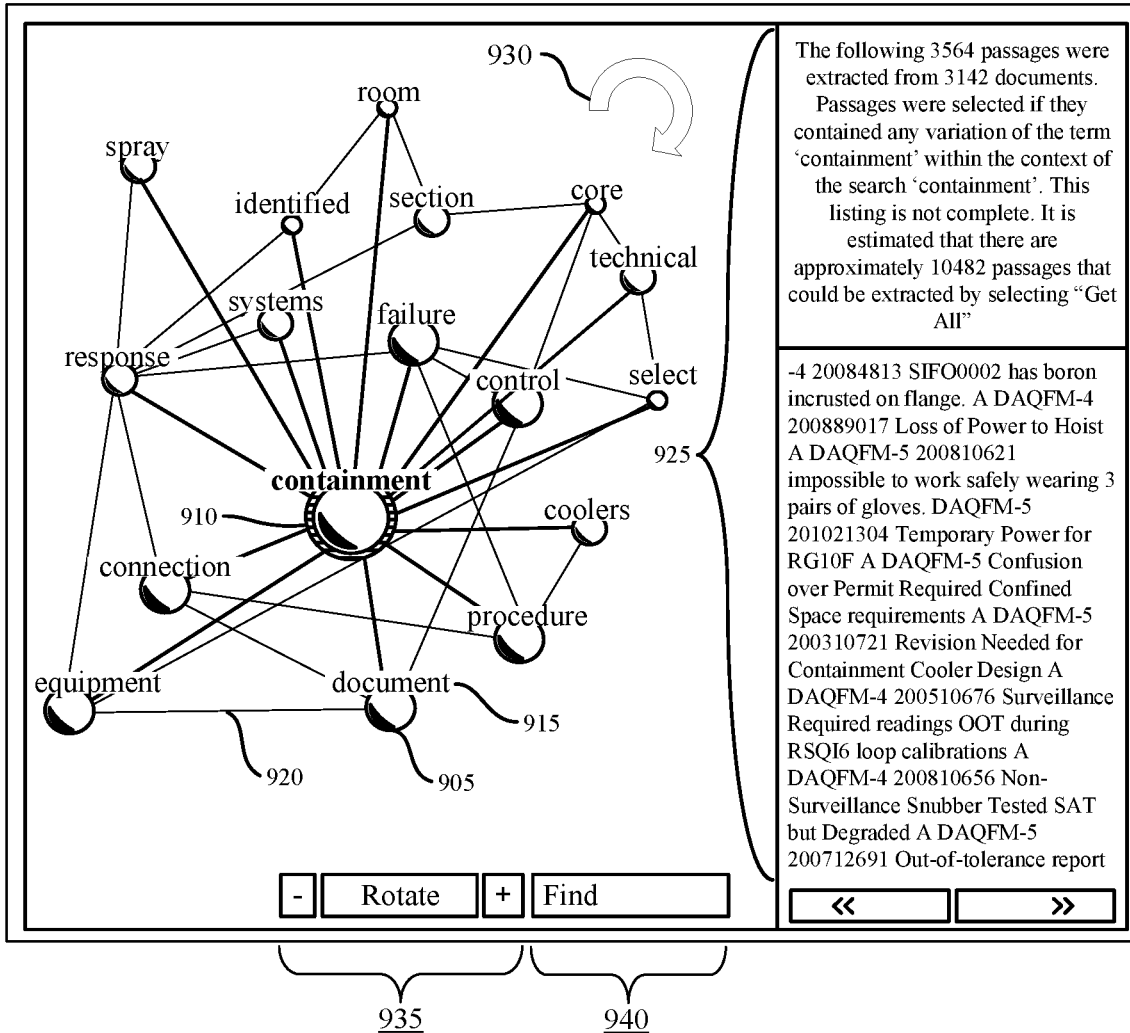 930
room
spray
core
section
identified
technical
systems
failure
response
select
control
925
containment
910
coolers
connection
procedure
equipment
document
915
920
905
- Rotate + Find
The following 3564 passages were
extracted from 3142 documents.
Passages were selected if they
contained any variation of the term
‘containment’ within the context of
the search ‘containment’. This
listing is not complete. It is
estimated that there are
approximately 10482 passages that
could be extracted by selecting “Get
All”
-4 20084813 SIFO0002 has boron
incrusted on flange. A DAQFM-4
200889017 Loss of Power to Hoist
A DAQFM-5 200810621
impossible to work safely wearing 3
pairs of gloves. DAQFM-5
201021304 Temporary Power for
RG10F A DAQFM-5 Confusion
over Permit Required Confined
Space requirements A DAQFM-5
200310721 Revision Needed for
Containment Cooler Design A
DAQFM-4 200510676 Surveillance
Required readings OOT during
RSQI6 loop calibrations A
DAQFM-4 200810656 Non-
Surveillance Snubber Tested SAT
but Degraded A DAQFM-5
200712691 Out-of-tolerance report
« »
935 940